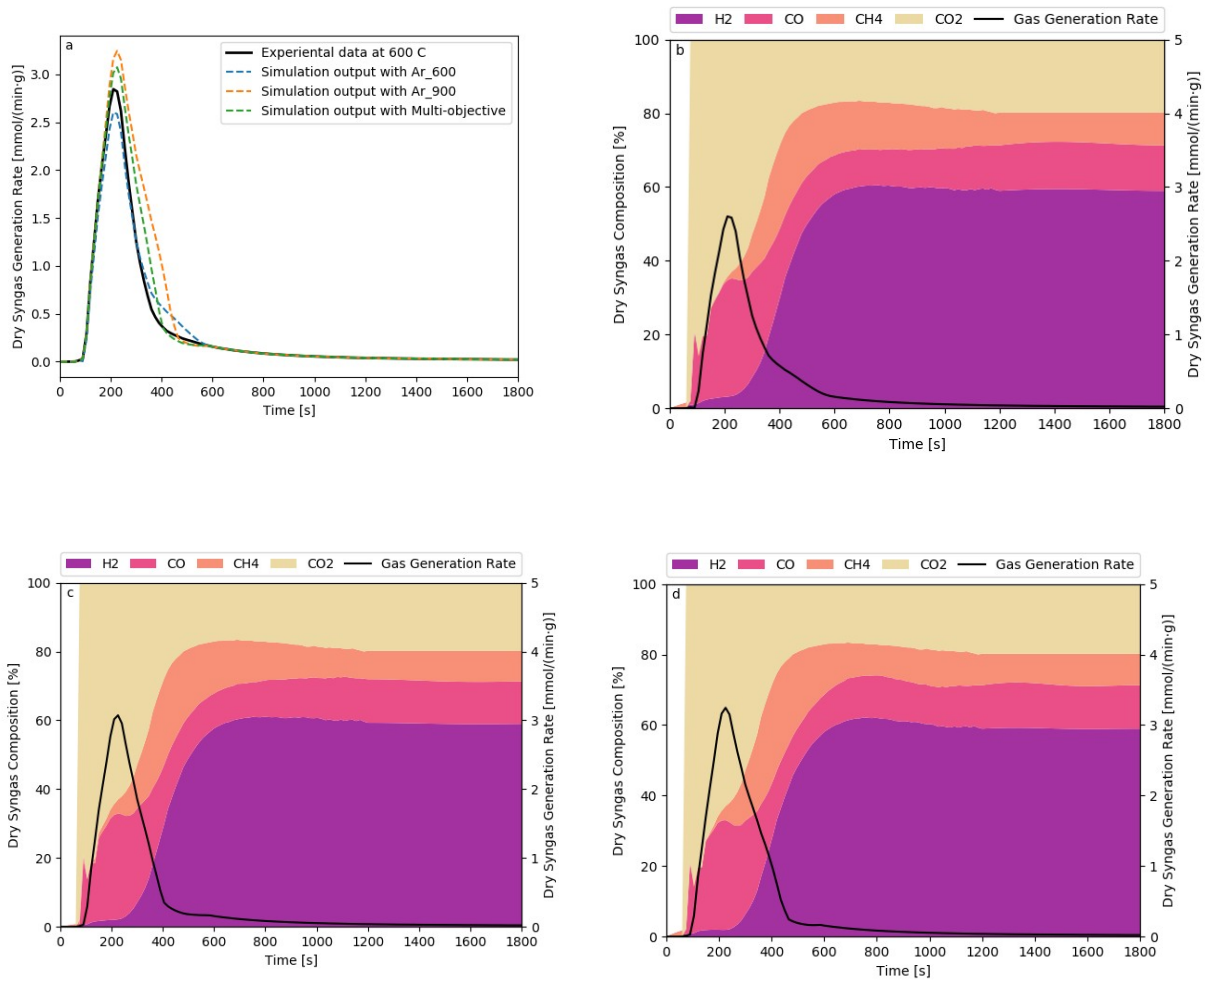 a
Experiental data at 600 C
Simulation output with Ar_600
Simulation output with Ar_900
Simulation output with Multi-objective
Dry Syngas Generation Rate [mmol/(min·g)]
3.0
2.5
2.0
1.5
1.0
0.5
0.0
0 200 400 600 800 1000 1200 1400 1600 1800
Time [s]
H2 CO CH4 CO2 Gas Generation Rate
b
Dry Syngas Composition [%]
100
80
60
40
20
0
5
4
3
2
1
0
Dry Syngas Generation Rate [mmol/(min·g)]
0 200 400 600 800 1000 1200 1400 1600 1800
Time [s]
H2 CO CH4 CO2 Gas Generation Rate
c
Dry Syngas Composition [%]
100
80
60
40
20
0
5
4
3
2
1
0
Dry Syngas Generation Rate [mmol/(min·g)]
0 200 400 600 800 1000 1200 1400 1600 1800
Time [s]
H2 CO CH4 CO2 Gas Generation Rate
d
Dry Syngas Composition [%]
100
80
60
40
20
0
5
4
3
2
1
0
Dry Syngas Generation Rate [mmol/(min·g)]
0 200 400 600 800 1000 1200 1400 1600 1800
Time [s]